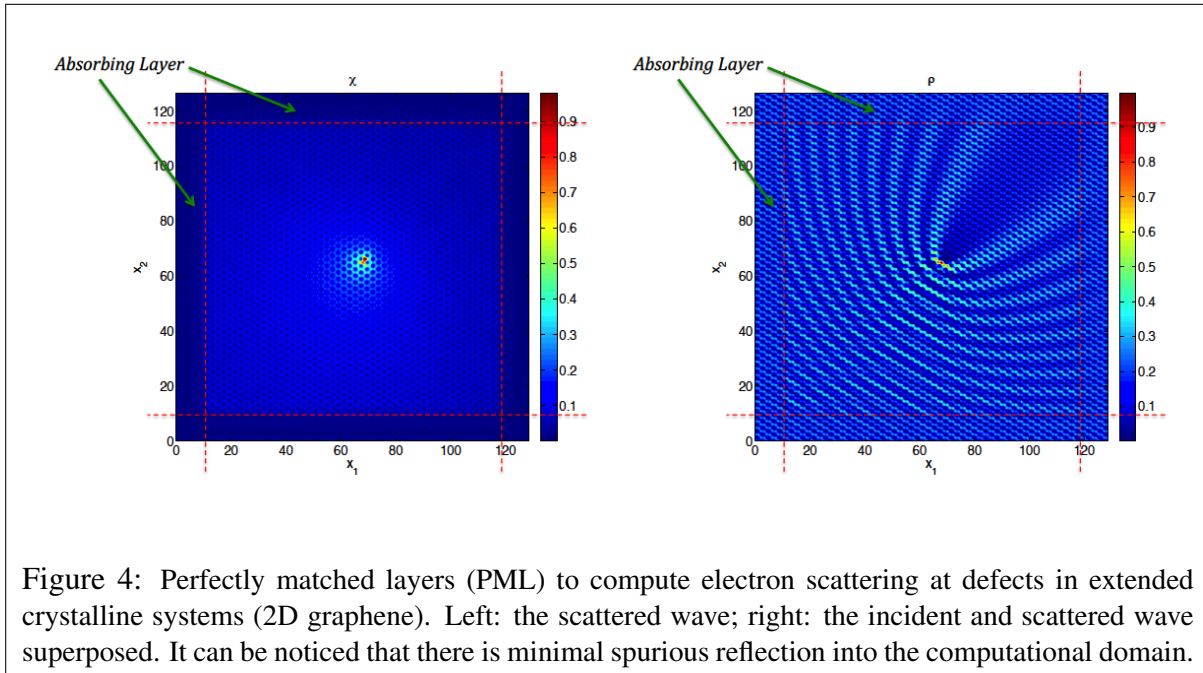 Absorbing Layer
χ
120
100
80
60
40
20
0
x2
0 20 40 60 80 100 120
x1
0.9
0.8
0.7
0.6
0.5
0.4
0.3
0.2
0.1
Absorbing Layer
ρ
120
100
80
60
40
20
0
x2
0 20 40 60 80 100 120
x1
0.9
0.8
0.7
0.6
0.5
0.4
0.3
0.2
0.1
Figure 4: Perfectly matched layers (PML) to compute electron scattering at defects in extended
crystalline systems (2D graphene). Left: the scattered wave; right: the incident and scattered wave
superposed. It can be noticed that there is minimal spurious reflection into the computational domain.